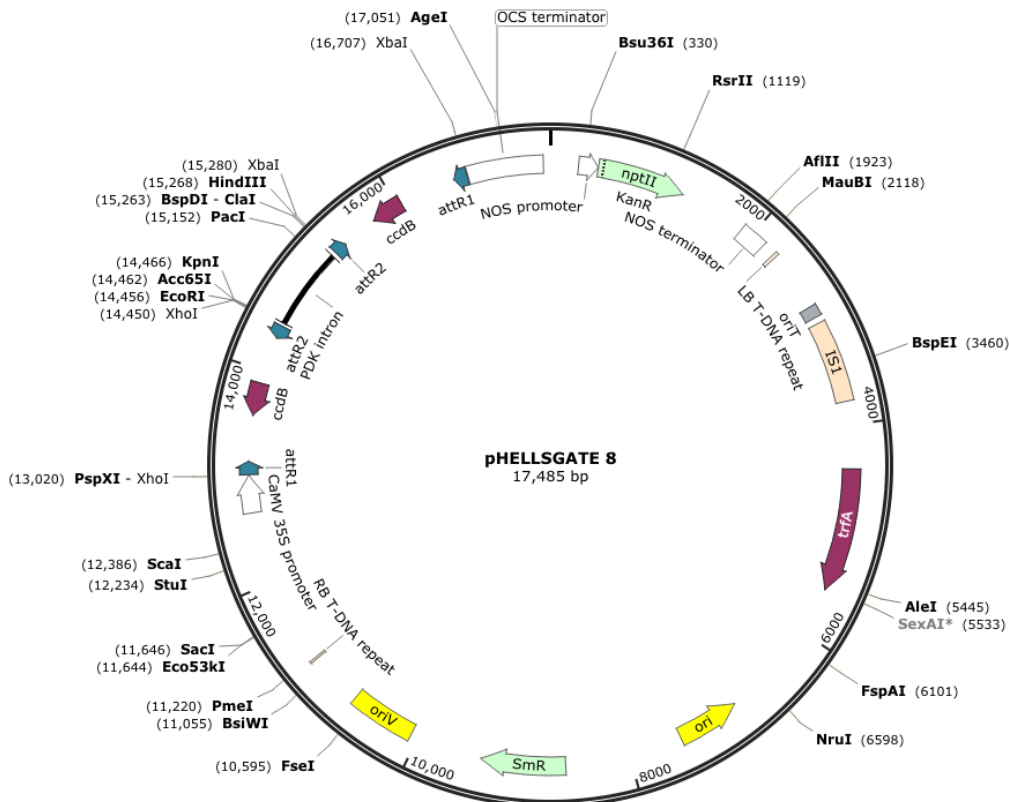 (17,051) AgeI
OCS terminator
(16,707) XbaI
Bsu36I (330)
RsrII (1119)
AflII (1923)
MauBI (2118)
BspEI (3460)
AleI (5445)
SexAI* (5533)
FspAI (6101)
NruI (6598)
(15,280) XbaI
(15,268) HindIII
(15,263) BspDI - ClaI
(15,152) PacI
(14,466) KpnI
(14,462) Acc65I
(14,456) EcoRI
(14,450) XhoI
(13,020) PspXI - XhoI
(12,386) ScaI
(12,234) StuI
(11,646) SacI
(11,644) Eco53kI
(11,220) PmeI
(11,055) BsiWI
(10,595) FseI
2000
4000
6000
8000
10,000
12,000
14,000
16,000
NOS promoter
nptII
KanR
NOS terminator
LB T-DNA repeat
oriT
IS1
trfA
ori
SmR
oriV
RB T-DNA repeat
CaMV 35S promoter
attR1
ccdB
attR2
PDK intron
attR2
ccdB
attR1
pHELLSGATE 8
17,485 bp